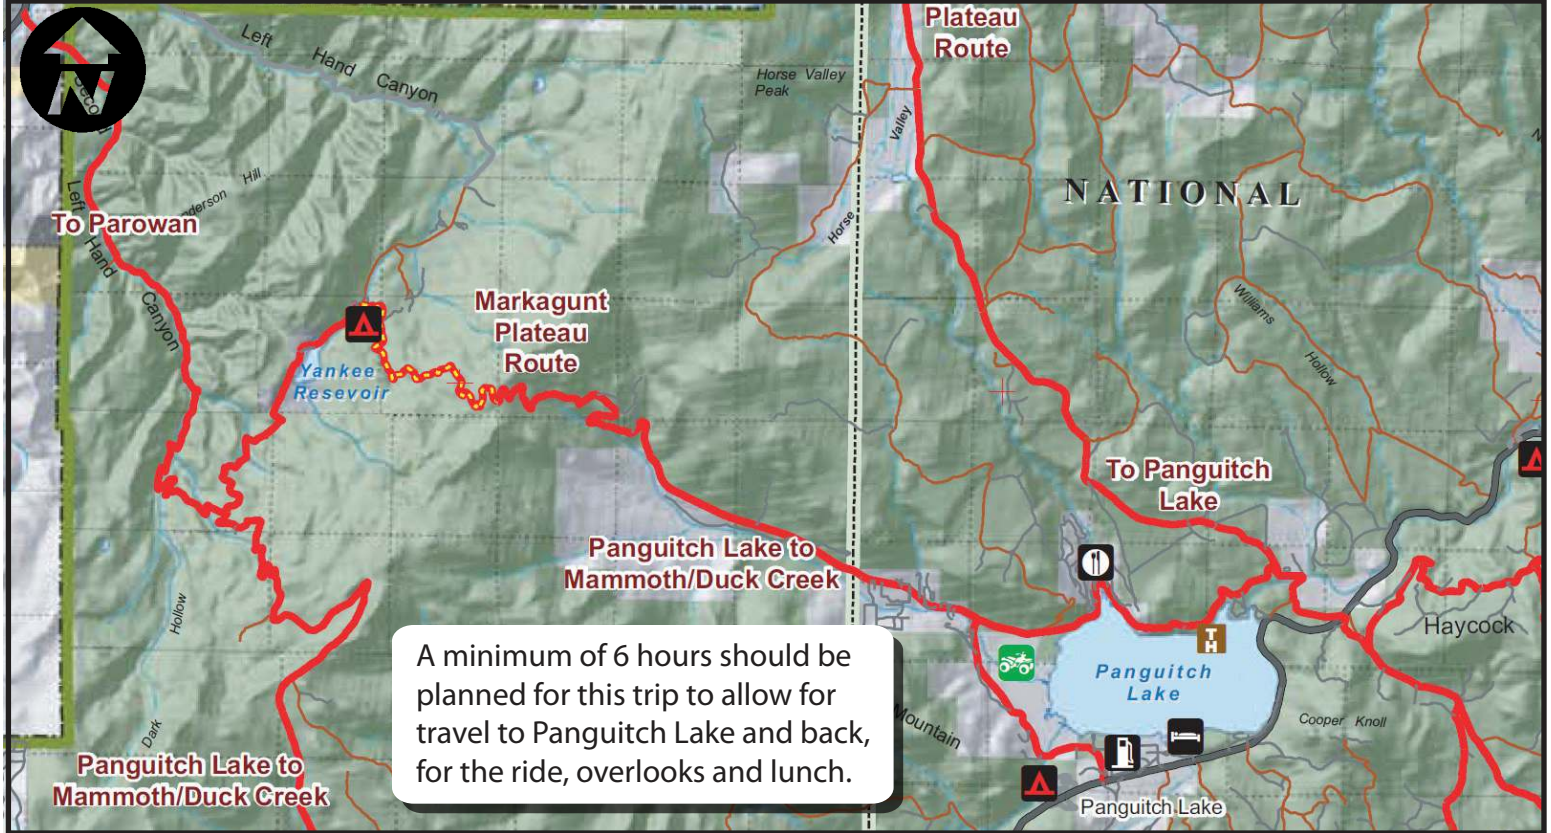 N
Second
Left Hand Canyon
Left Hand Canyon
To Parowan
Hill
Horse Valley
Peak
Plateau
Route
Horse Valley
NATIONAL
Williams Hollow
Markagunt
Plateau
Route
Yankee
Resevoir
To Panguitch
Lake
Panguitch Lake to
Mammoth/Duck Creek
Haycock
TH
Panguitch
Lake
Cooper Knoll
Mountain
Panguitch Lake
Dark Hollow
Panguitch Lake to
Mammoth/Duck Creek
A minimum of 6 hours should be
planned for this trip to allow for
travel to Panguitch Lake and back,
for the ride, overlooks and lunch.